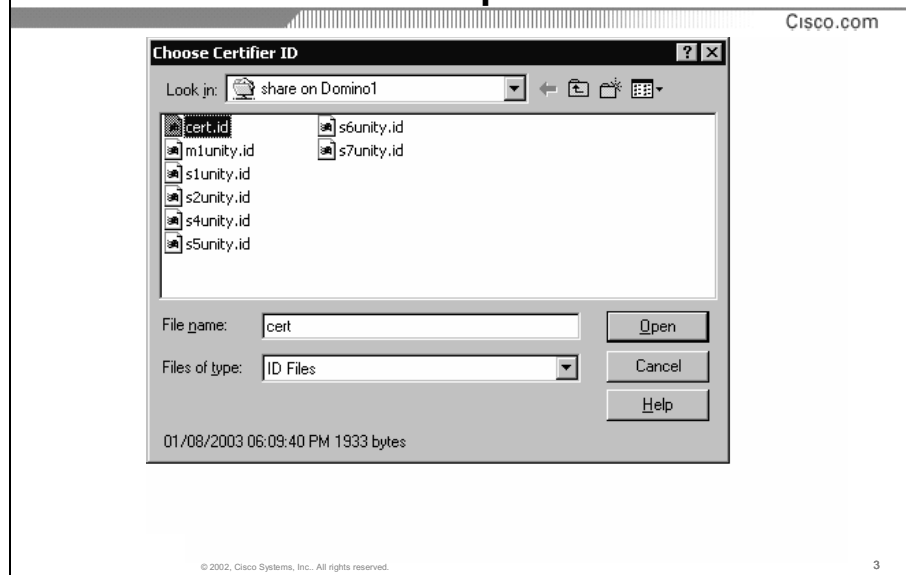 Cisco.com
Choose Certifier ID
Look in: share on Domino1
cert.id
m1unity.id
s1unity.id
s2unity.id
s4unity.id
s5unity.id
s6unity.id
s7unity.id
File name: cert Open
Files of type: ID Files Cancel
Help
01/08/2003 06:09:40 PM 1933 bytes
© 2002, Cisco Systems, Inc.. All rights reserved. 3